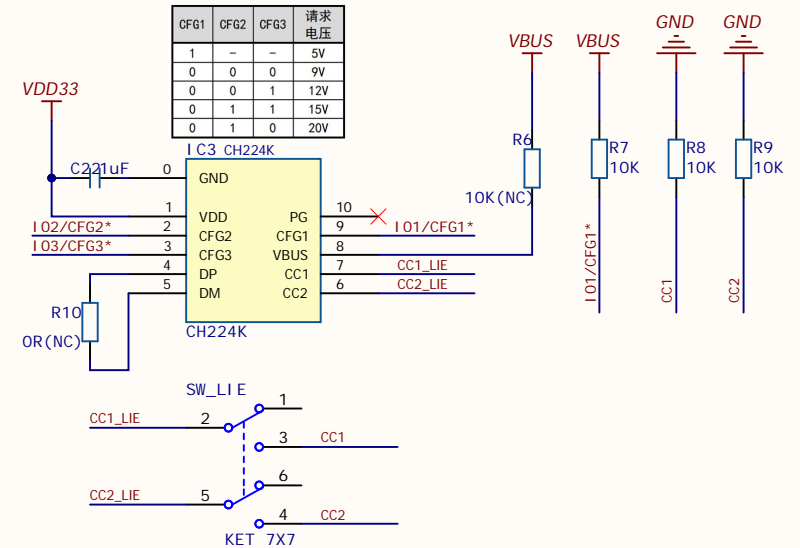 CFG1 CFG2 CFG3 请求电压
1 - - 5V
0 0 0 9V
0 0 1 12V
0 1 1 15V
0 1 0 20V
VDD33
VBUS
VBUS
GND
GND
IC3 CH224K
C22 1uF
0 GND
1 VDD
IO2/CFG2* 2 CFG2
IO3/CFG3* 3 CFG3
4 DP
5 DM
PG 10
CFG1 9 IO1/CFG1*
VBUS 8
CC1 7 CC1_LIE
CC2 6 CC2_LIE
CH224K
R10
0R(NC)
R6
10K(NC)
R7
10K
IO1/CFG1*
R8
10K
CC1
R9
10K
CC2
SW_LIE
1
CC1_LIE 2
3 CC1
6
CC2_LIE 5
4 CC2
KET 7X7